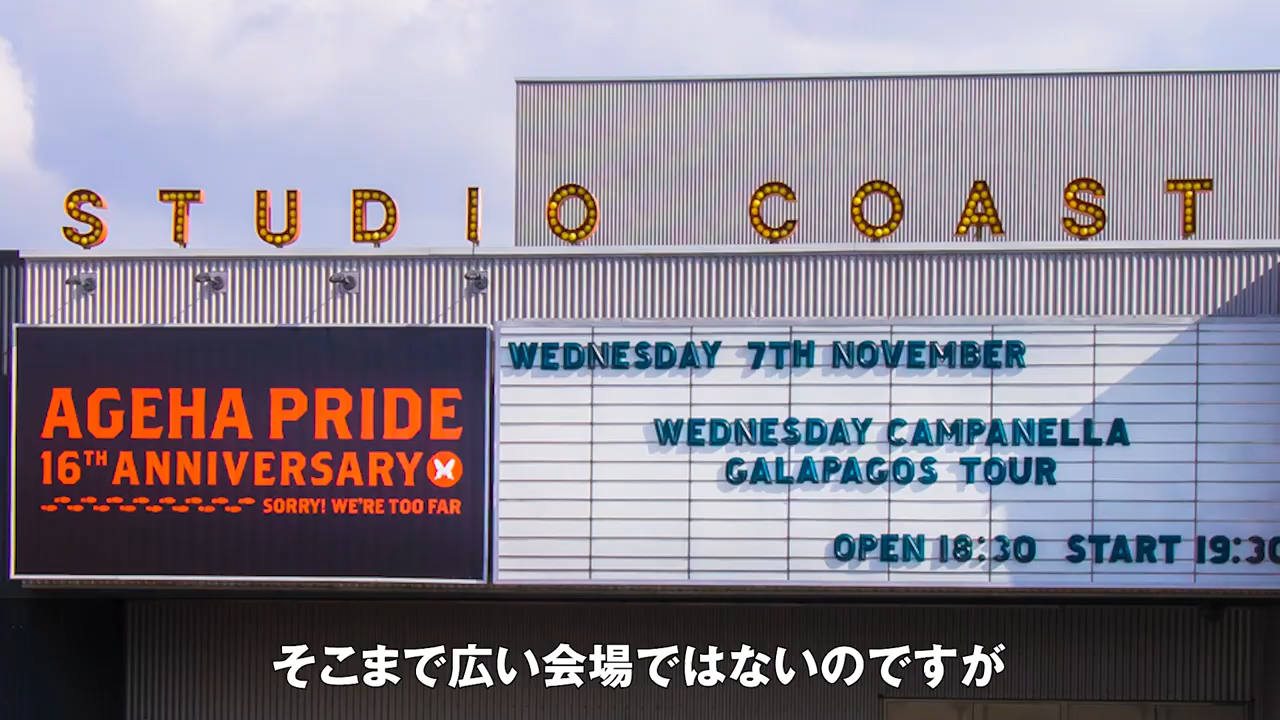 STUDIO COAST
AGEHA PRIDE
16TH ANNIVERSARY
SORRY! WE'RE TOO FAR
WEDNESDAY 7TH NOVEMBER
WEDNESDAY CAMPANELLA
GALAPAGOS TOUR
OPEN 18:30 START 19:30
そこまで広い会場ではないのですが